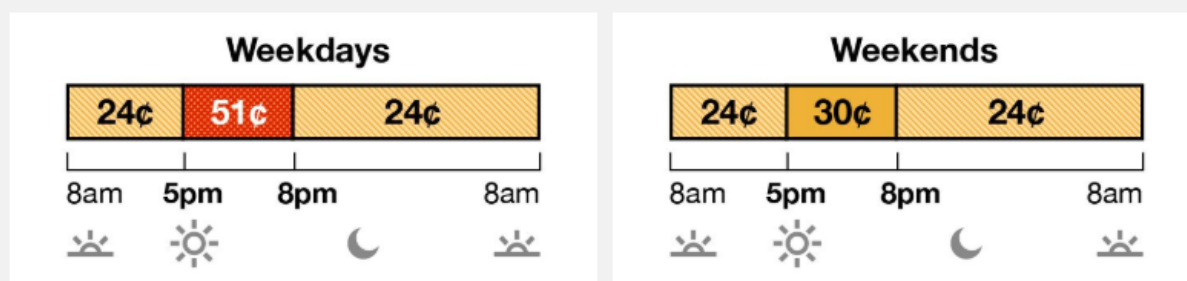 Weekdays
24¢ 51¢ 24¢
8am 5pm 8pm 8am
Weekends
24¢ 30¢ 24¢
8am 5pm 8pm 8am